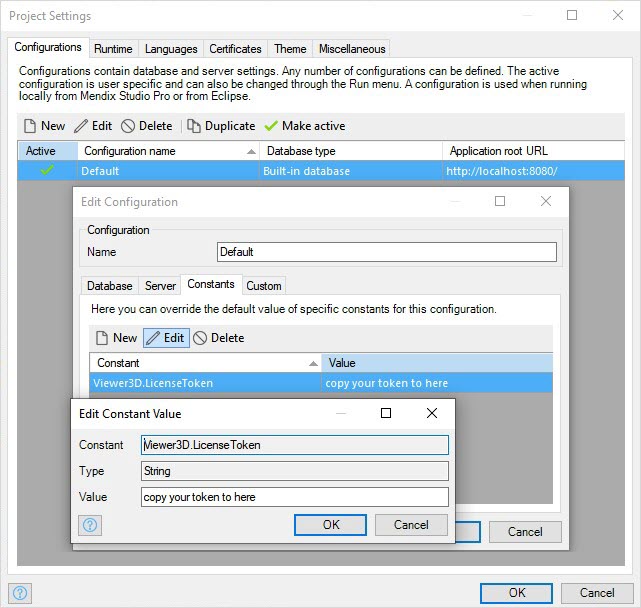 Project Settings
Configurations Runtime Languages Certificates Theme Miscellaneous
Configurations contain database and server settings. Any number of configurations can be defined. The active
configuration is user specific and can also be changed through the Run menu. A configuration is used when running
locally from Mendix Studio Pro or from Eclipse.
New Edit Delete Duplicate Make active
Active Configuration name Database type Application root URL
Default Built-in database http://localhost:8080/
Edit Configuration
Configuration
Name Default
Database Server Constants Custom
Here you can override the default value of specific constants for this configuration.
New Edit Delete
Constant Value
Viewer3D.LicenseToken copy your token to here
Edit Constant Value
Constant Viewer3D.LicenseToken
Type String
Value copy your token to here
? OK Cancel
Cancel
? OK Cancel